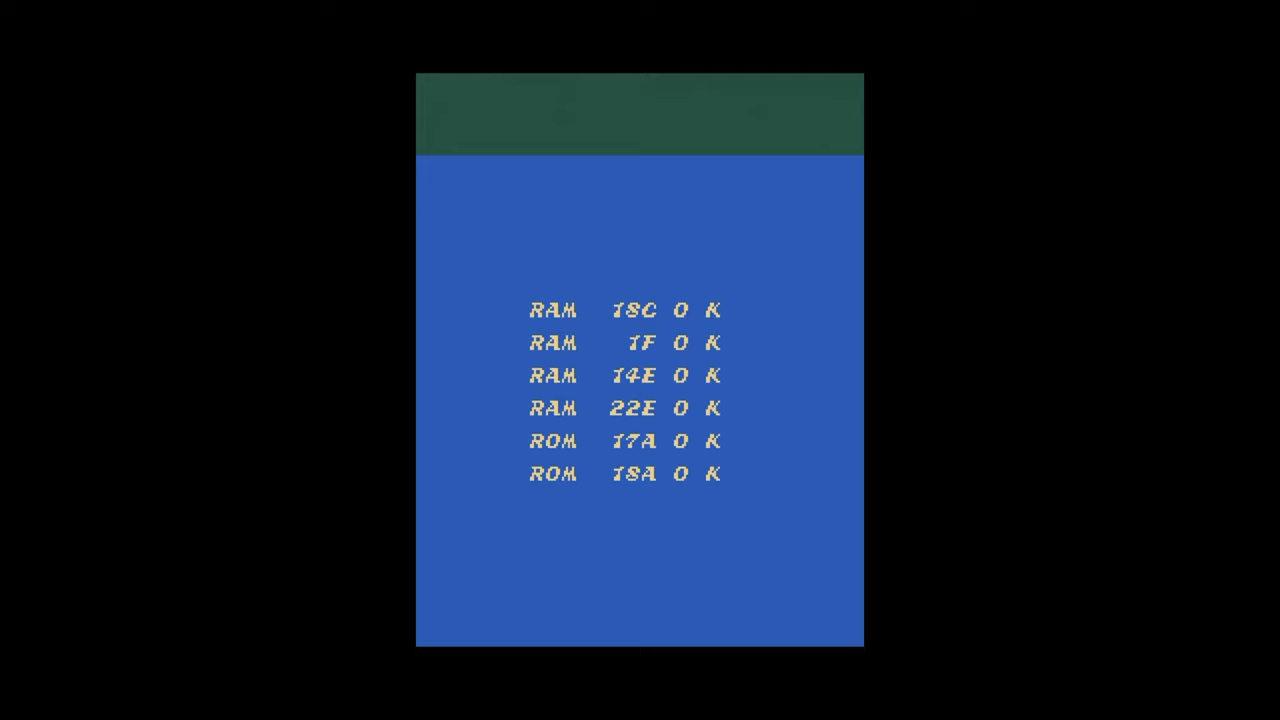 RAM 18C O K
RAM 1F O K
RAM 14E O K
RAM 22E O K
ROM 17A O K
ROM 18A O K